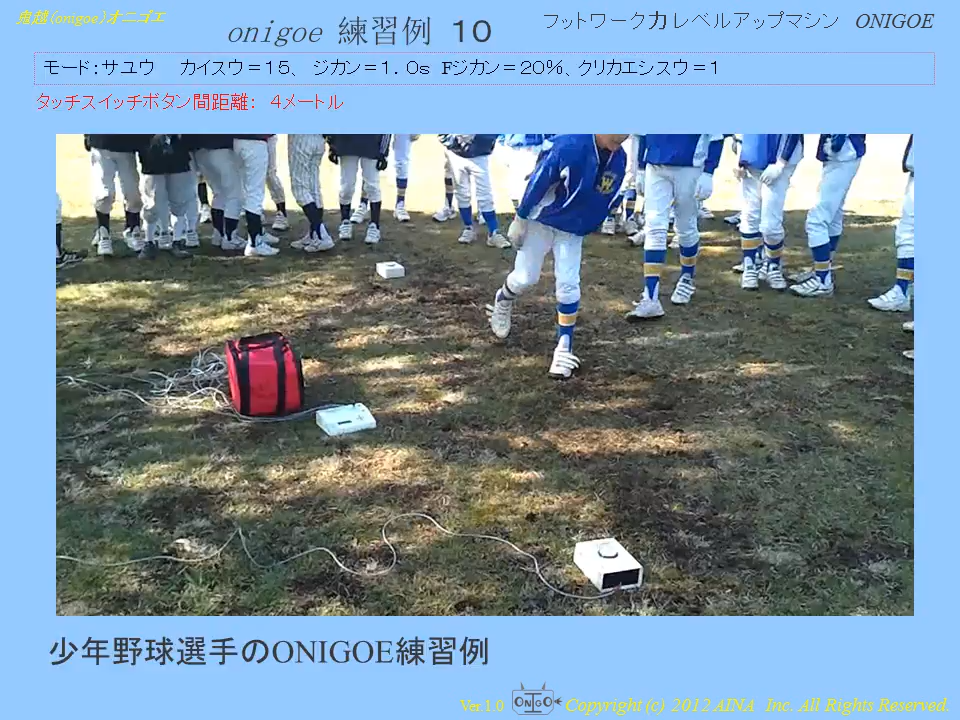 鬼越(onigoe)オニゴエ
onigoe 練習例 １０
フットワーク力レベルアップマシン ONIGOE
モード：サユウ カイスウ＝１５、 ジカン＝１．０s Fジカン＝２０％、クリカエシスウ＝１
タッチスイッチボタン間距離： ４メートル
W
少年野球選手のONIGOE練習例
Ver.1.0
ONIGO
Copyright (c) 2012 AINA Inc. All Rights Reserved.